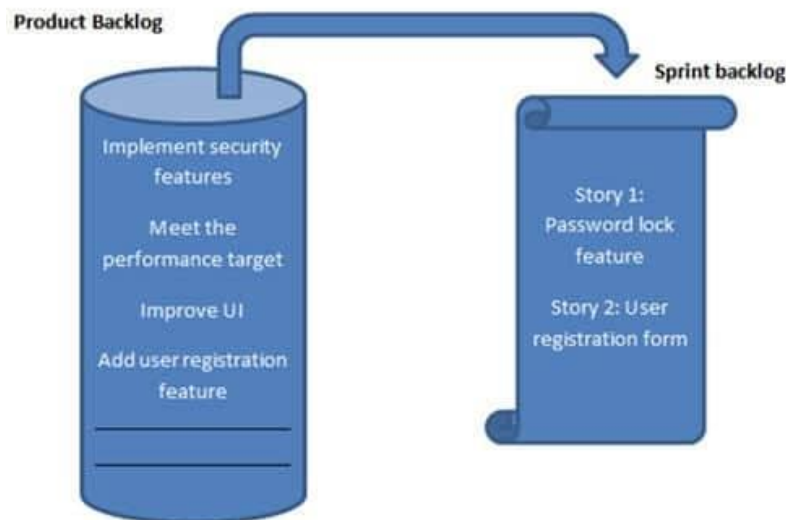 Product Backlog
Implement security
features
Meet the
performance target
Improve UI
Add user registration
feature
Sprint backlog
Story 1:
Password lock
feature
Story 2: User
registration form